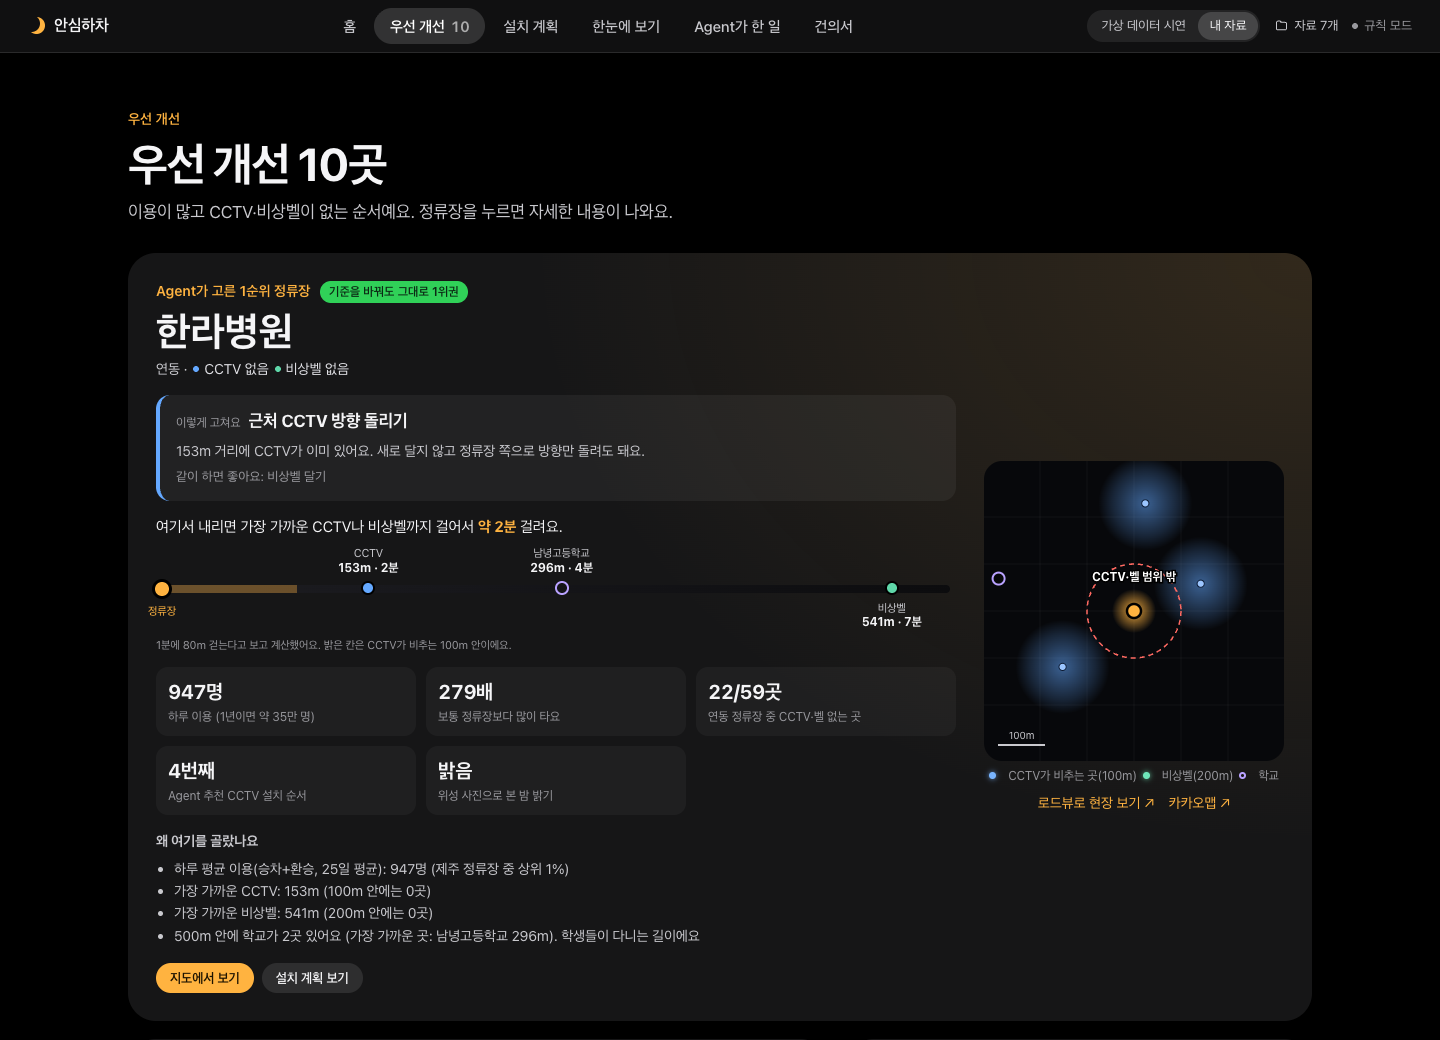 안심하차
홈
우선 개선 10
설치 계획
한눈에 보기
Agent가 한 일
건의서
가상 데이터 시연
내 자료
자료 7개
규칙 모드
우선 개선
우선 개선 10곳
이용이 많고 CCTV·비상벨이 없는 순서예요. 정류장을 누르면 자세한 내용이 나와요.
Agent가 고른 1순위 정류장
기준을 바꿔도 그대로 1위권
한라병원
연동 · CCTV 없음 비상벨 없음
이렇게 고쳐요 근처 CCTV 방향 돌리기
153m 거리에 CCTV가 이미 있어요. 새로 달지 않고 정류장 쪽으로 방향만 돌려도 돼요.
같이 하면 좋아요: 비상벨 달기
여기서 내리면 가장 가까운 CCTV나 비상벨까지 걸어서 약 2분 걸려요.
CCTV
153m · 2분
남녕고등학교
296m · 4분
정류장
비상벨
541m · 7분
1분에 80m 걷는다고 보고 계산했어요. 밝은 칸은 CCTV가 비추는 100m 안이에요.
947명
하루 이용 (1년이면 약 35만 명)
279배
보통 정류장보다 많이 타요
22/59곳
연동 정류장 중 CCTV·벨 없는 곳
4번째
Agent 추천 CCTV 설치 순서
밝음
위성 사진으로 본 밤 밝기
왜 여기를 골랐나요
• 하루 평균 이용(승차+환승, 25일 평균): 947명 (제주 정류장 중 상위 1%)
• 가장 가까운 CCTV: 153m (100m 안에는 0곳)
• 가장 가까운 비상벨: 541m (200m 안에는 0곳)
• 500m 안에 학교가 2곳 있어요 (가장 가까운 곳: 남녕고등학교 296m). 학생들이 다니는 길이에요
지도에서 보기
설치 계획 보기
CCTV·벨 범위 밖
100m
CCTV가 비추는 곳(100m) 비상벨(200m) 학교
로드뷰로 현장 보기 ↗ 카카오맵 ↗